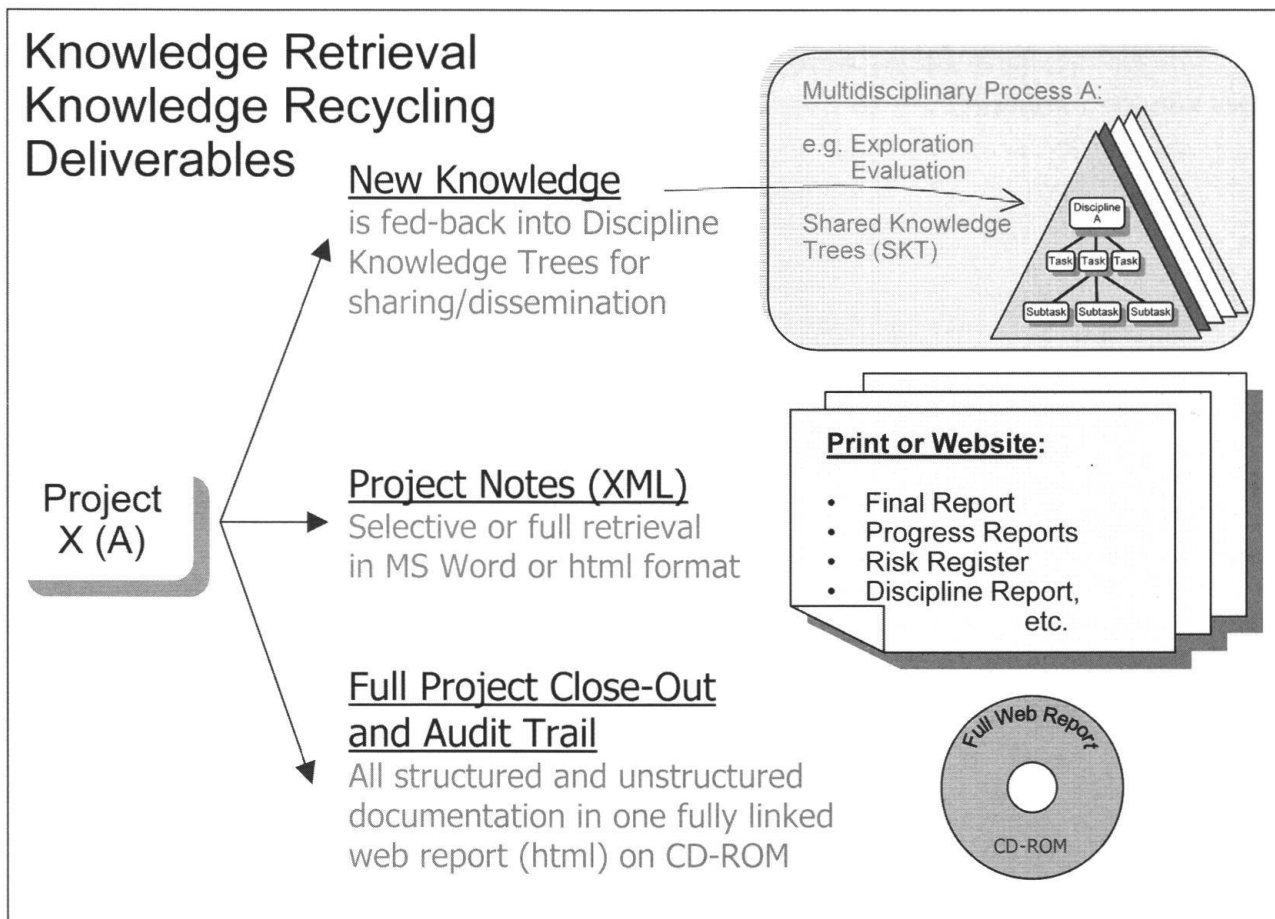 Knowledge Retrieval
Knowledge Recycling
Deliverables
New Knowledge
is fed-back into Discipline
Knowledge Trees for
sharing/dissemination
Multidisciplinary Process A:
e.g. Exploration
Evaluation
Shared Knowledge
Trees (SKT)
Discipline
A
Task Task Task
Subtask Subtask Subtask
Project
X (A)
Project Notes (XML)
Selective or full retrieval
in MS Word or html format
Print or Website:
• Final Report
• Progress Reports
• Risk Register
• Discipline Report,
etc.
Full Project Close-Out
and Audit Trail
All structured and unstructured
documentation in one fully linked
web report (html) on CD-ROM
Full Web Report
CD-ROM